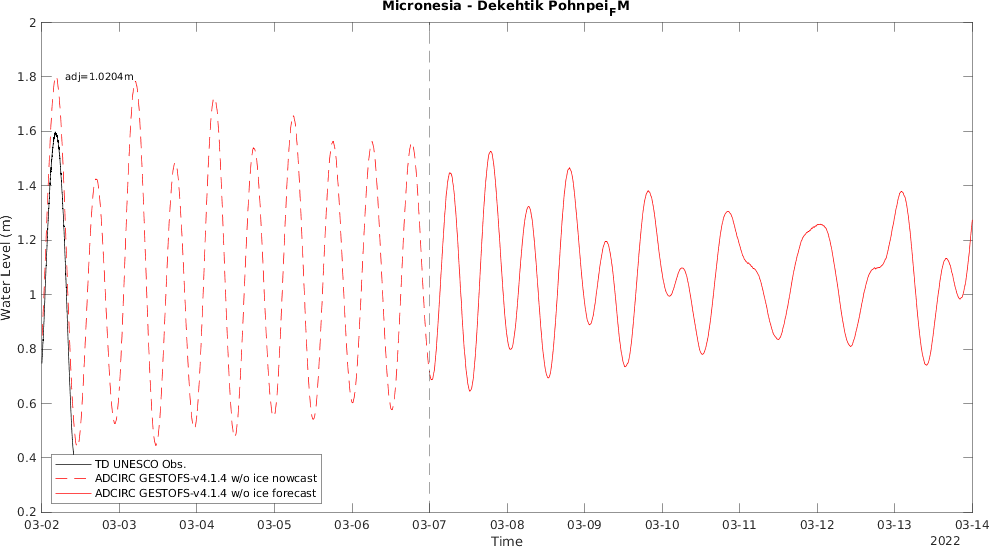 Micronesia - Dekehtik Pohnpei_FM
adj=1.0204m
2
1.8
1.6
1.4
1.2
1
0.8
0.6
0.4
0.2
Water Level (m)
TD UNESCO Obs.
ADCIRC GESTOFS-v4.1.4 w/o ice nowcast
ADCIRC GESTOFS-v4.1.4 w/o ice forecast
03-02 03-03 03-04 03-05 03-06 03-07 03-08 03-09 03-10 03-11 03-12 03-13 03-14
Time
2022